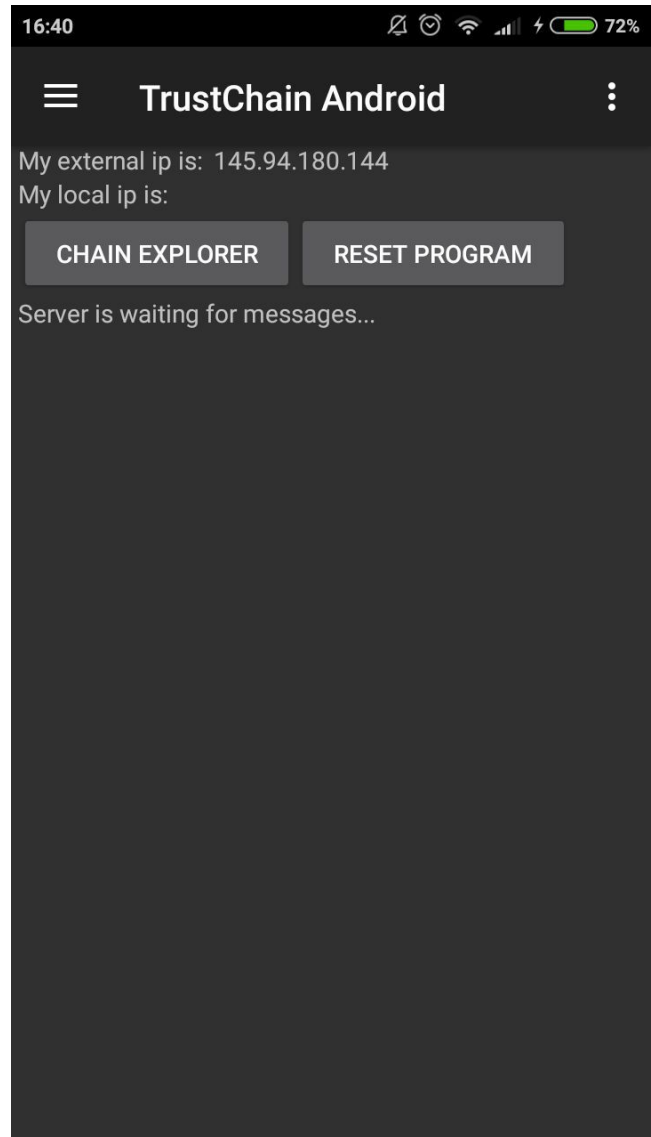 16:40 72%
TrustChain Android
My external ip is: 145.94.180.144
My local ip is:
CHAIN EXPLORER RESET PROGRAM
Server is waiting for messages...